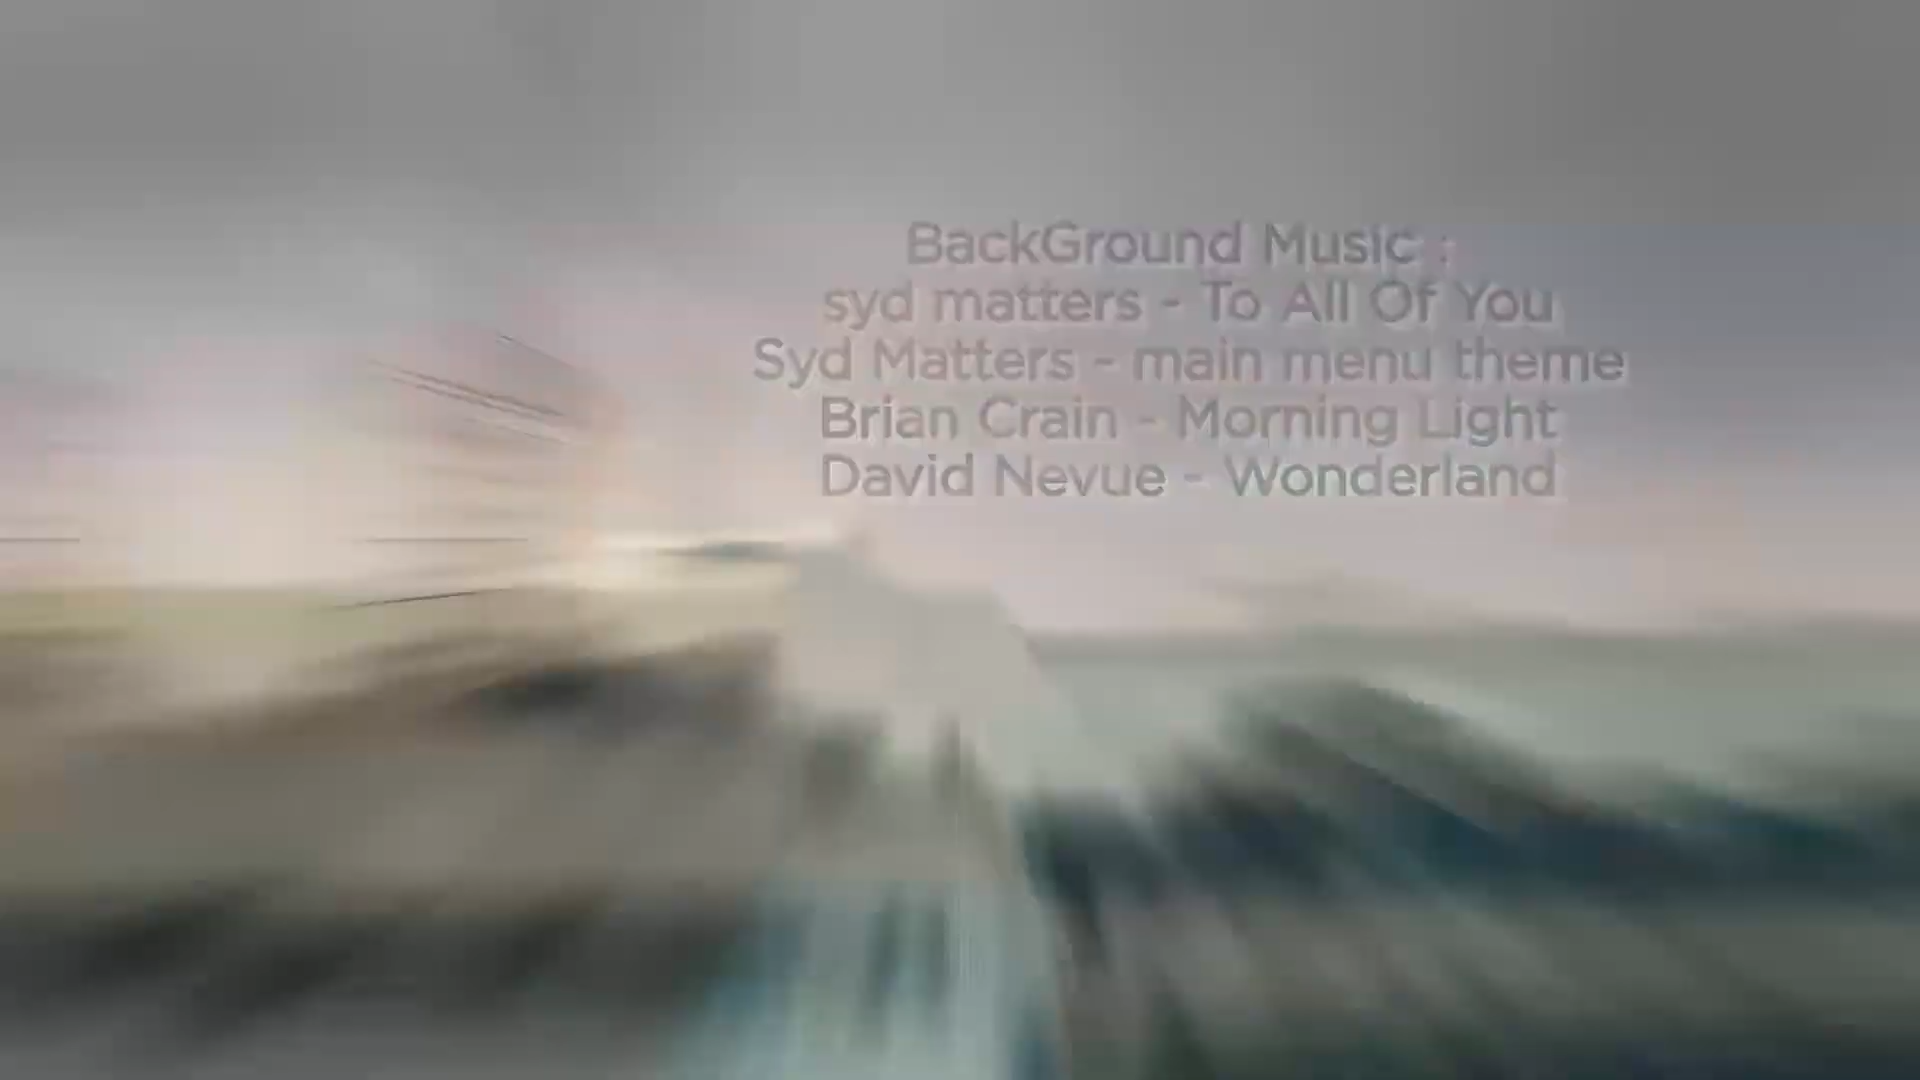 BackGround Music :
syd matters - To All Of You
Syd Matters - main menu theme
Brian Crain - Morning Light
David Nevue - Wonderland